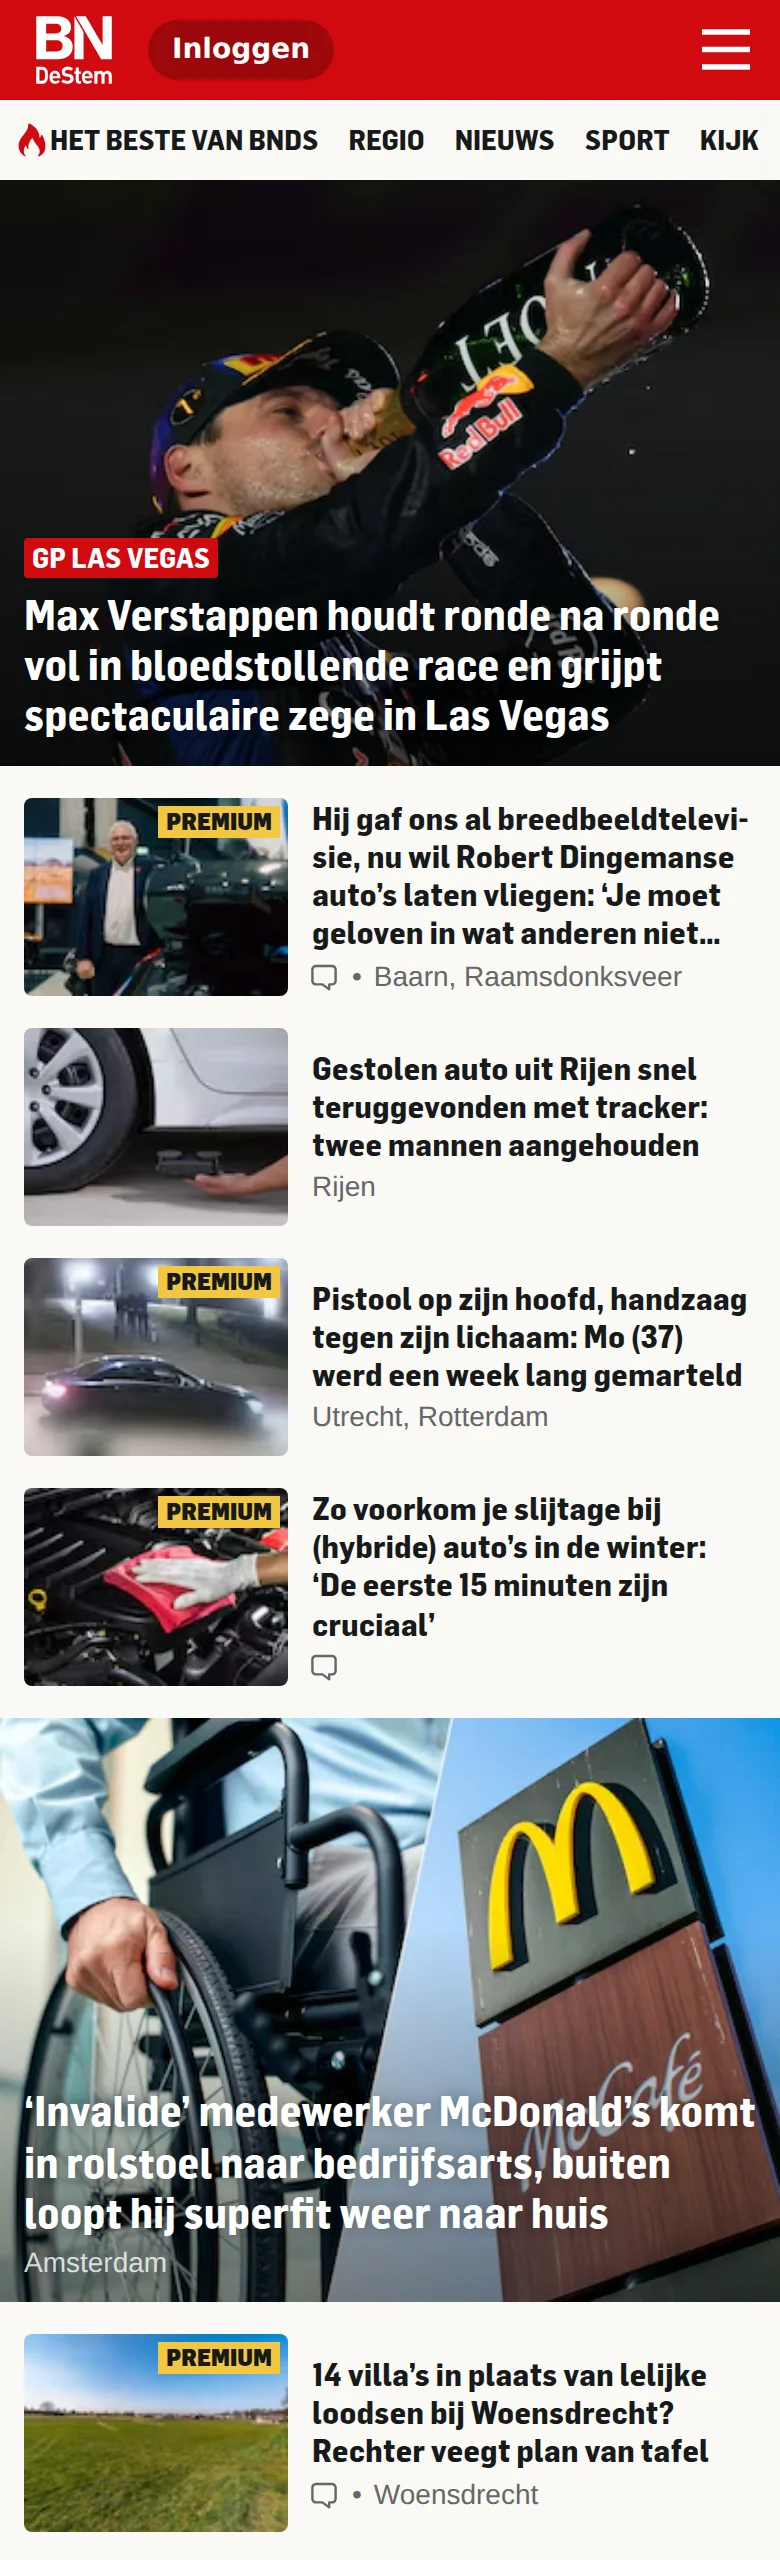 BN
DeStem
Inloggen
HET BESTE VAN BNDS REGIO NIEUWS SPORT KIJK
MOET
Red Bull
GP LAS VEGAS
Max Verstappen houdt ronde na ronde
vol in bloedstollende race en grijpt
spectaculaire zege in Las Vegas
PREMIUM
Hij gaf ons al breedbeeldtelevi-
sie, nu wil Robert Dingemanse
auto’s laten vliegen: ‘Je moet
geloven in wat anderen niet...
• Baarn, Raamsdonksveer
Gestolen auto uit Rijen snel
teruggevonden met tracker:
twee mannen aangehouden
Rijen
PREMIUM
Pistool op zijn hoofd, handzaag
tegen zijn lichaam: Mo (37)
werd een week lang gemarteld
Utrecht, Rotterdam
PREMIUM
Zo voorkom je slijtage bij
(hybride) auto’s in de winter:
‘De eerste 15 minuten zijn
cruciaal’
McCafé
‘Invalide’ medewerker McDonald’s komt
in rolstoel naar bedrijfsarts, buiten
loopt hij superfit weer naar huis
Amsterdam
PREMIUM
14 villa’s in plaats van lelijke
loodsen bij Woensdrecht?
Rechter veegt plan van tafel
• Woensdrecht